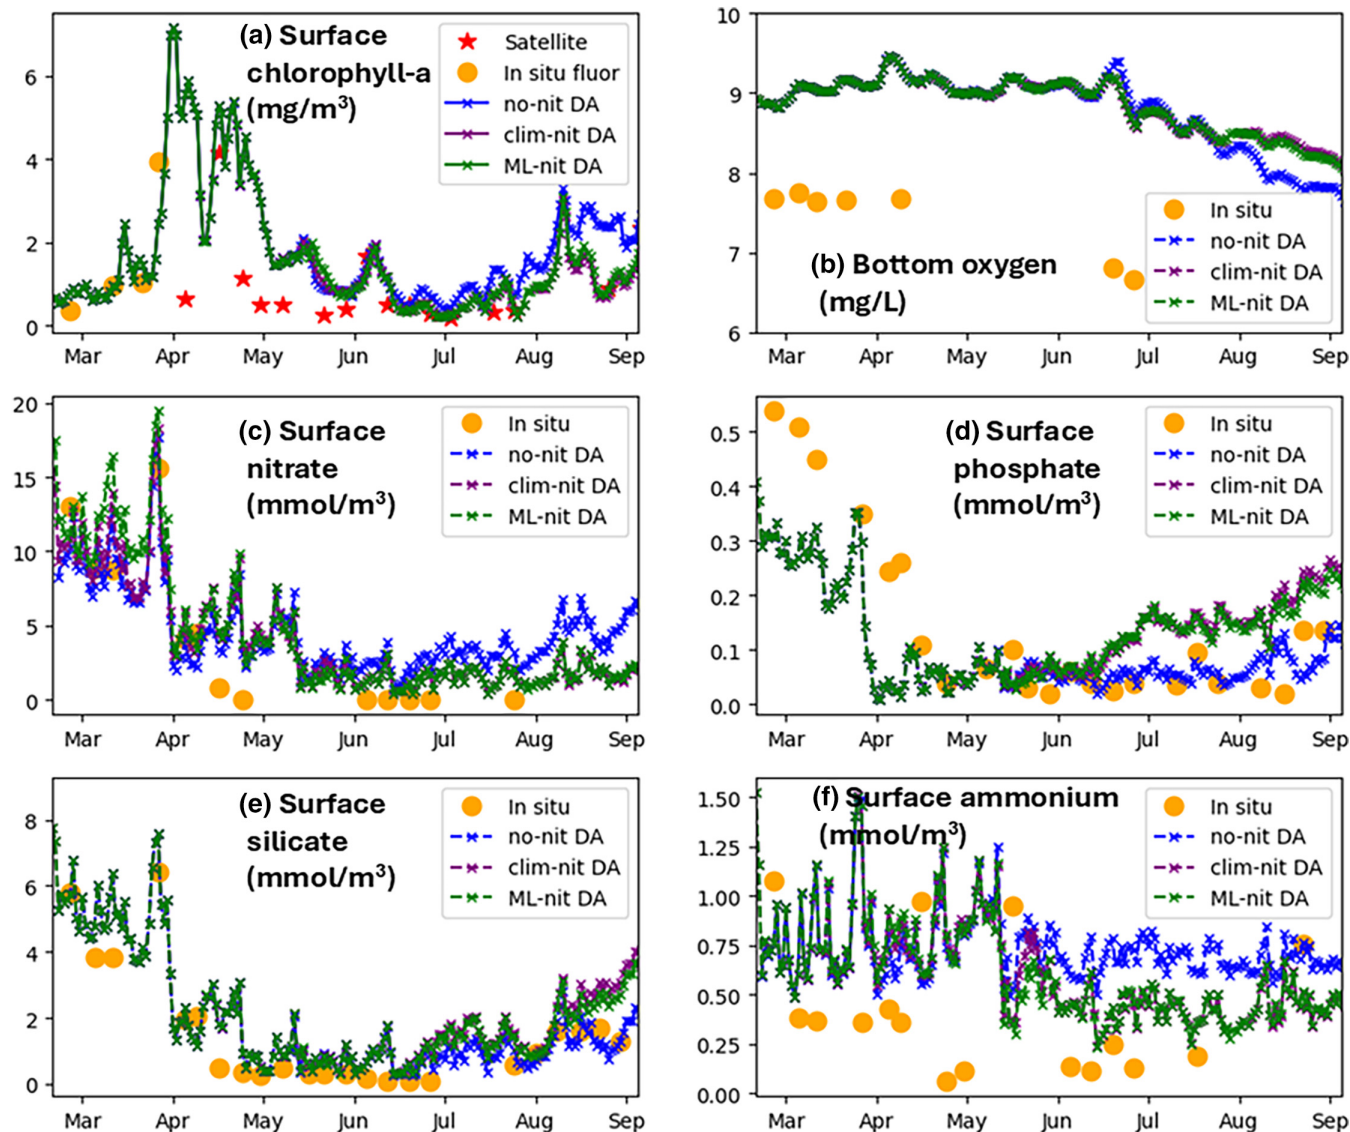 (a) Surface
chlorophyll-a
(mg/m³)
Satellite
In situ fluor
no-nit DA
clim-nit DA
ML-nit DA
6
4
2
0
Mar Apr May Jun Jul Aug Sep
10
9
8
7
6
(b) Bottom oxygen
(mg/L)
In situ
no-nit DA
clim-nit DA
ML-nit DA
Mar Apr May Jun Jul Aug Sep
20
15
10
5
0
(c) Surface
nitrate
(mmol/m³)
In situ
no-nit DA
clim-nit DA
ML-nit DA
Mar Apr May Jun Jul Aug Sep
0.5
0.4
0.3
0.2
0.1
0.0
(d) Surface
phosphate
(mmol/m³)
In situ
no-nit DA
clim-nit DA
ML-nit DA
Mar Apr May Jun Jul Aug Sep
8
6
4
2
0
(e) Surface
silicate
(mmol/m³)
In situ
no-nit DA
clim-nit DA
ML-nit DA
Mar Apr May Jun Jul Aug Sep
1.50
1.25
1.00
0.75
0.50
0.25
0.00
(f) Surface ammonium
(mmol/m³)
In situ
no-nit DA
clim-nit DA
ML-nit DA
Mar Apr May Jun Jul Aug Sep